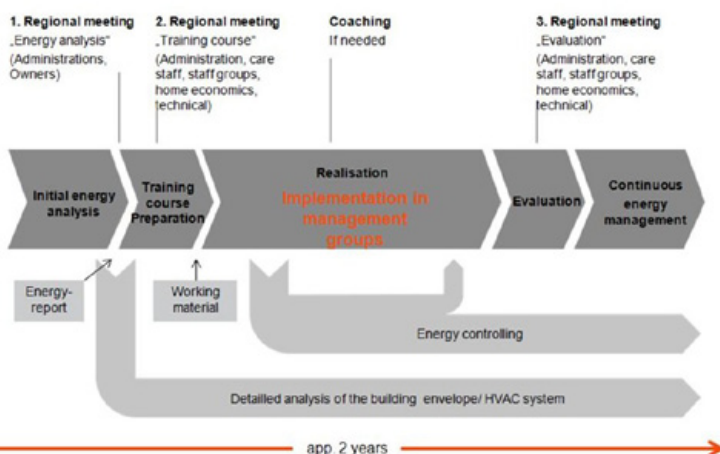 1. Regional meeting
„Energy analysis“
(Administrations,
Owners)
2. Regional meeting
„Training course“
(Administration, care
staff, staff groups,
home economics,
technical)
Coaching
If needed
3. Regional meeting
„Evaluation“
(Administration, care
staff, staff groups,
home economics,
technical)
Initial energy
analysis
Training
course
Preparation
Realisation
Implementation in
management
groups
Evaluation
Continuous
energy
management
Energy-
report
Working
material
Energy controlling
Detailled analysis of the building envelope/ HVAC system
app. 2 years